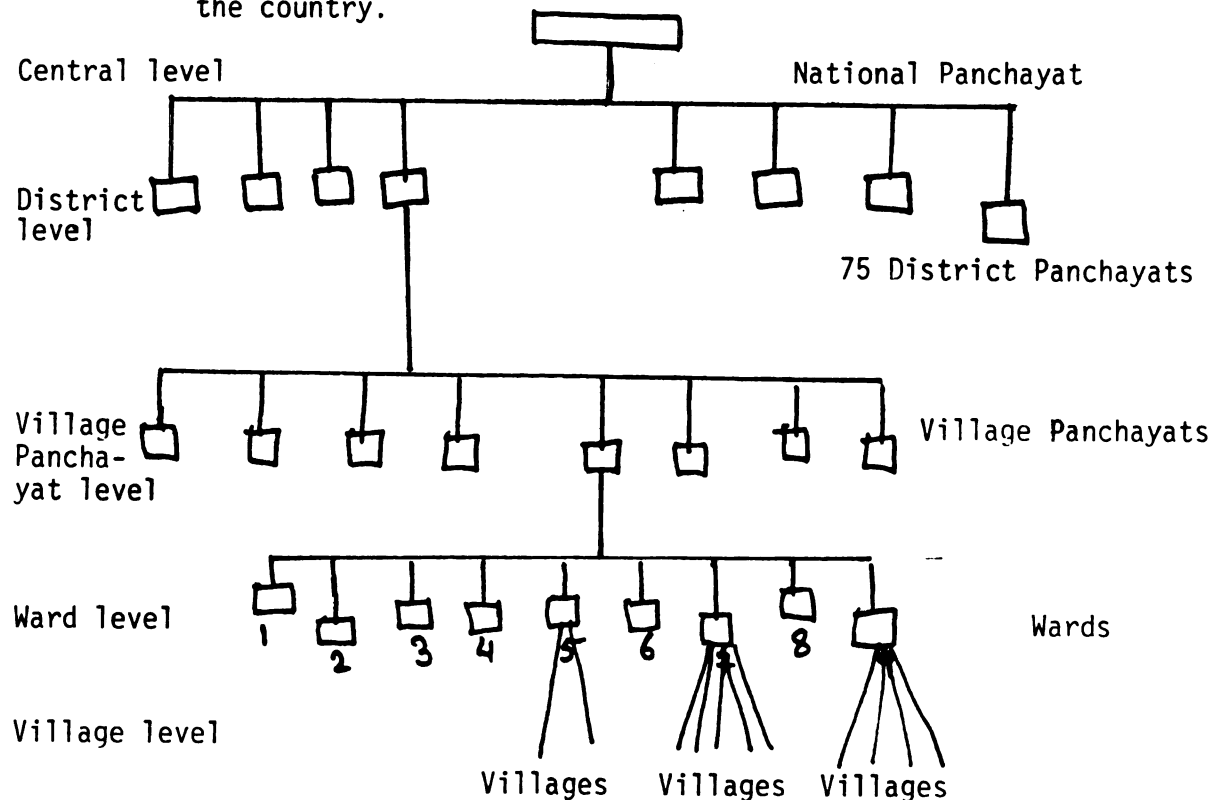 the country.
Central level
National Panchayat
District
level
75 District Panchayats
Village
Pancha-
yat level
Village Panchayats
Ward level
1
2
3
4
5
6
8
Wards
Village level
Villages
Villages
Villages